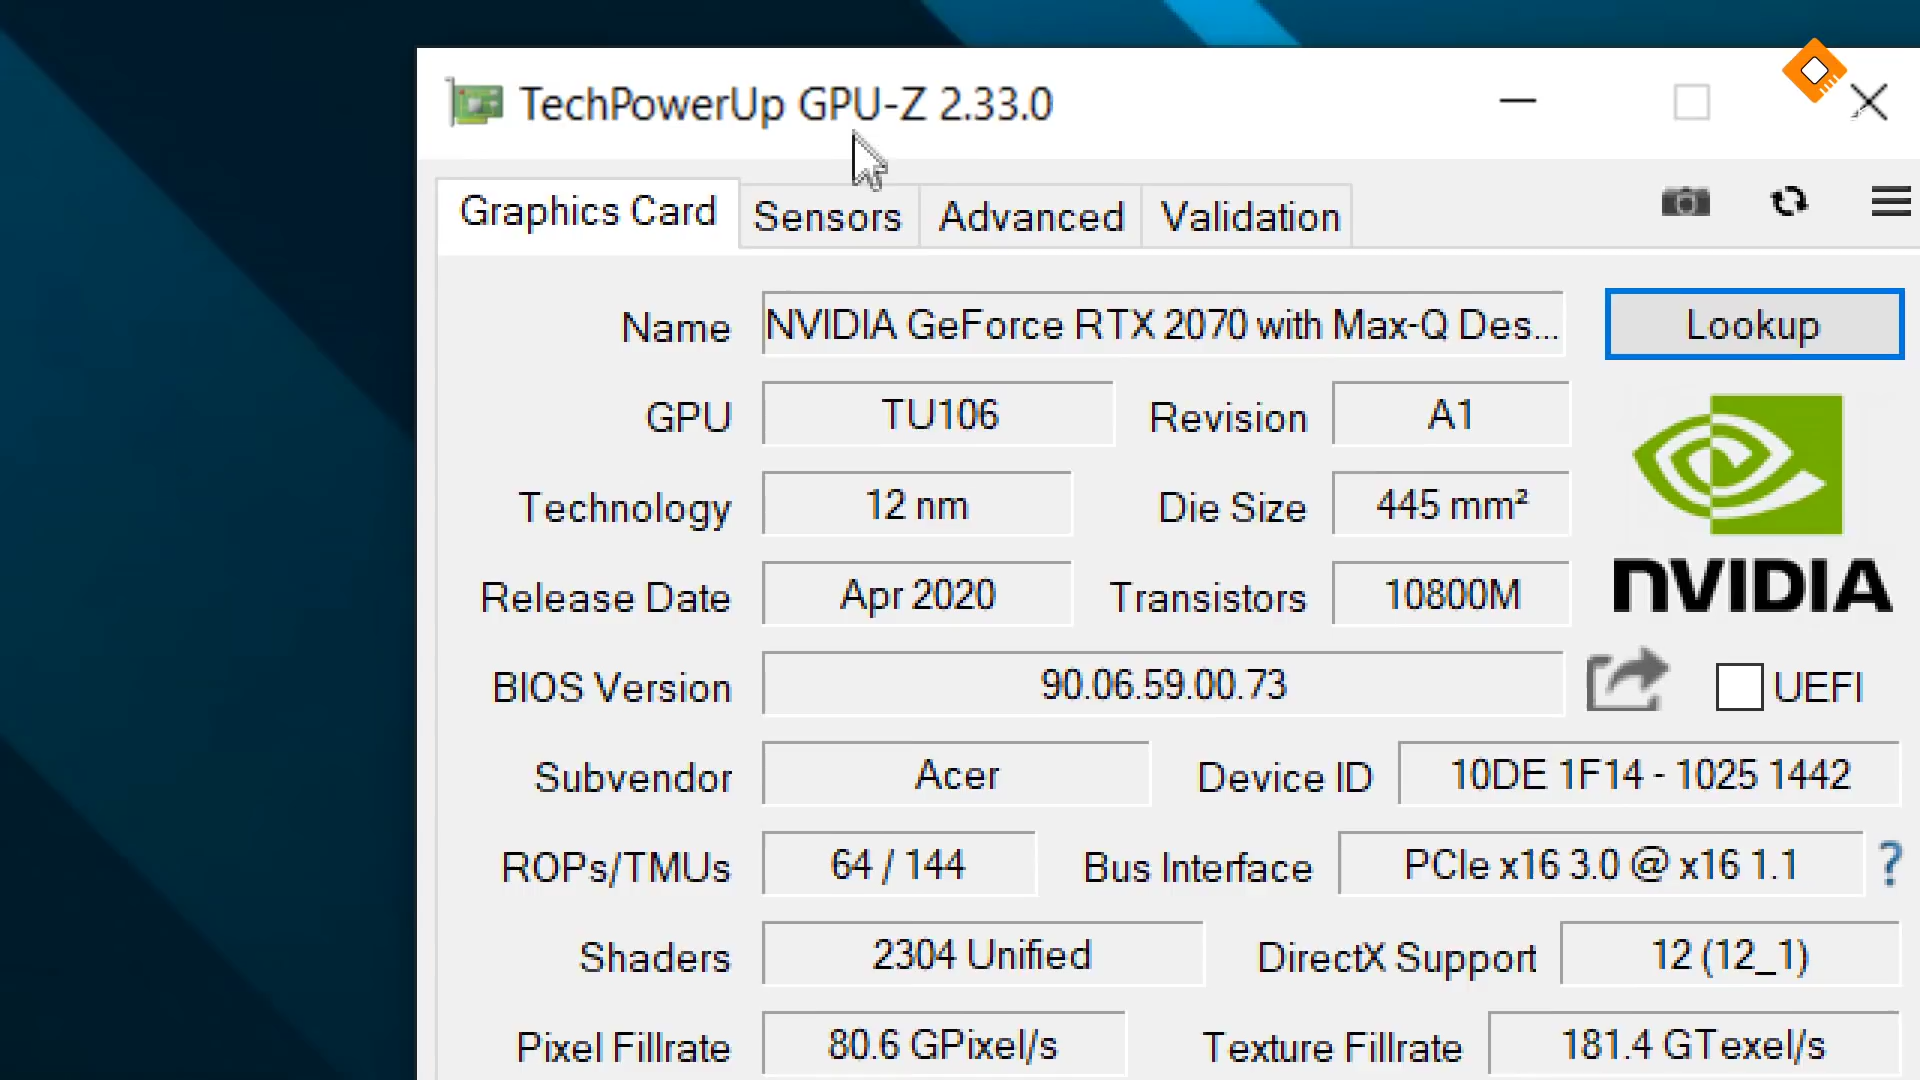 TechPowerUp GPU-Z 2.33.0
Graphics Card Sensors Advanced Validation
Name NVIDIA GeForce RTX 2070 with Max-Q Des... Lookup
GPU TU106 Revision A1
Technology 12 nm Die Size 445 mm²
NVIDIA
Release Date Apr 2020 Transistors 10800M
BIOS Version 90.06.59.00.73 UEFI
Subvendor Acer Device ID 10DE 1F14 - 1025 1442
ROPs/TMUs 64 / 144 Bus Interface PCIe x16 3.0 @ x16 1.1 ?
Shaders 2304 Unified DirectX Support 12 (12_1)
Pixel Fillrate 80.6 GPixel/s Texture Fillrate 181.4 GTexel/s